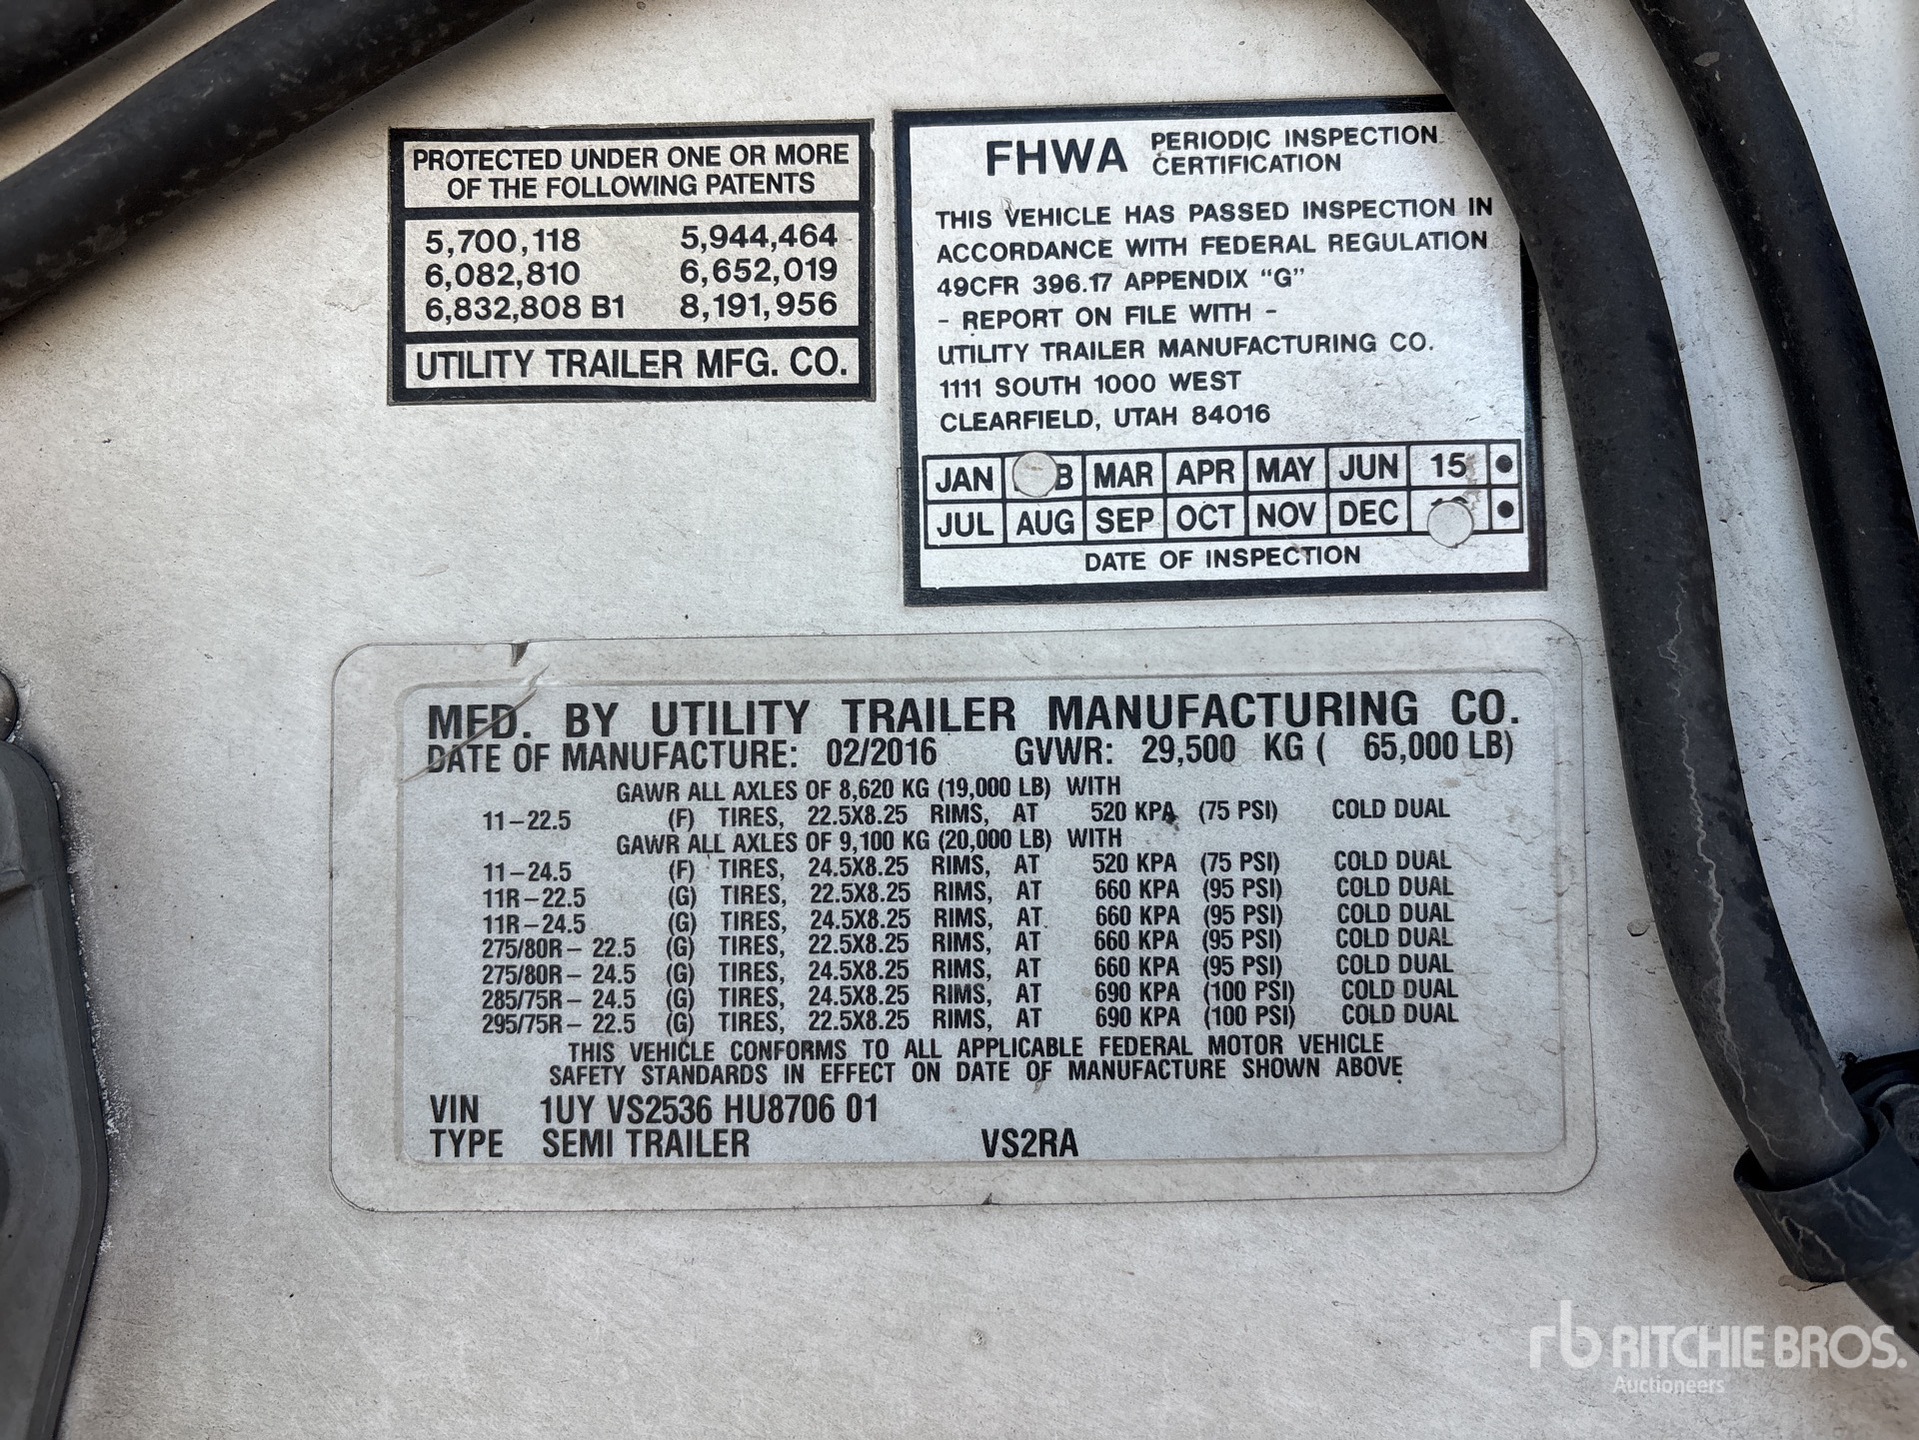 PROTECTED UNDER ONE OR MORE
OF THE FOLLOWING PATENTS
5,700,118 5,944,464
6,082,810 6,652,019
6,832,808 B1 8,191,956
UTILITY TRAILER MFG. CO.
FHWA PERIODIC INSPECTION
CERTIFICATION
THIS VEHICLE HAS PASSED INSPECTION IN
ACCORDANCE WITH FEDERAL REGULATION
49CFR 396.17 APPENDIX "G"
- REPORT ON FILE WITH -
UTILITY TRAILER MANUFACTURING CO.
1111 SOUTH 1000 WEST
CLEARFIELD, UTAH 84016
JAN MAR APR MAY JUN 15 •
JUL AUG SEP OCT NOV DEC •
DATE OF INSPECTION
MFD. BY UTILITY TRAILER MANUFACTURING CO.
DATE OF MANUFACTURE: 02/2016 GVWR: 29,500 KG ( 65,000 LB)
GAWR ALL AXLES OF 8,620 KG (19,000 LB) WITH
11-22.5 (F) TIRES, 22.5X8.25 RIMS, AT 520 KPA (75 PSI) COLD DUAL
GAWR ALL AXLES OF 9,100 KG (20,000 LB) WITH
11-24.5 (F) TIRES, 24.5X8.25 RIMS, AT 520 KPA (75 PSI) COLD DUAL
11R-22.5 (G) TIRES, 22.5X8.25 RIMS, AT 660 KPA (95 PSI) COLD DUAL
11R-24.5 (G) TIRES, 24.5X8.25 RIMS, AT 660 KPA (95 PSI) COLD DUAL
275/80R- 22.5 (G) TIRES, 22.5X8.25 RIMS, AT 660 KPA (95 PSI) COLD DUAL
275/80R- 24.5 (G) TIRES, 24.5X8.25 RIMS, AT 660 KPA (95 PSI) COLD DUAL
285/75R- 24.5 (G) TIRES, 24.5X8.25 RIMS, AT 690 KPA (100 PSI) COLD DUAL
295/75R- 22.5 (G) TIRES, 22.5X8.25 RIMS, AT 690 KPA (100 PSI) COLD DUAL
THIS VEHICLE CONFORMS TO ALL APPLICABLE FEDERAL MOTOR VEHICLE
SAFETY STANDARDS IN EFFECT ON DATE OF MANUFACTURE SHOWN ABOVE
VIN 1UY VS2536 HU8706 01
TYPE SEMI TRAILER VS2RA
rb RITCHIE BROS.
Auctioneers